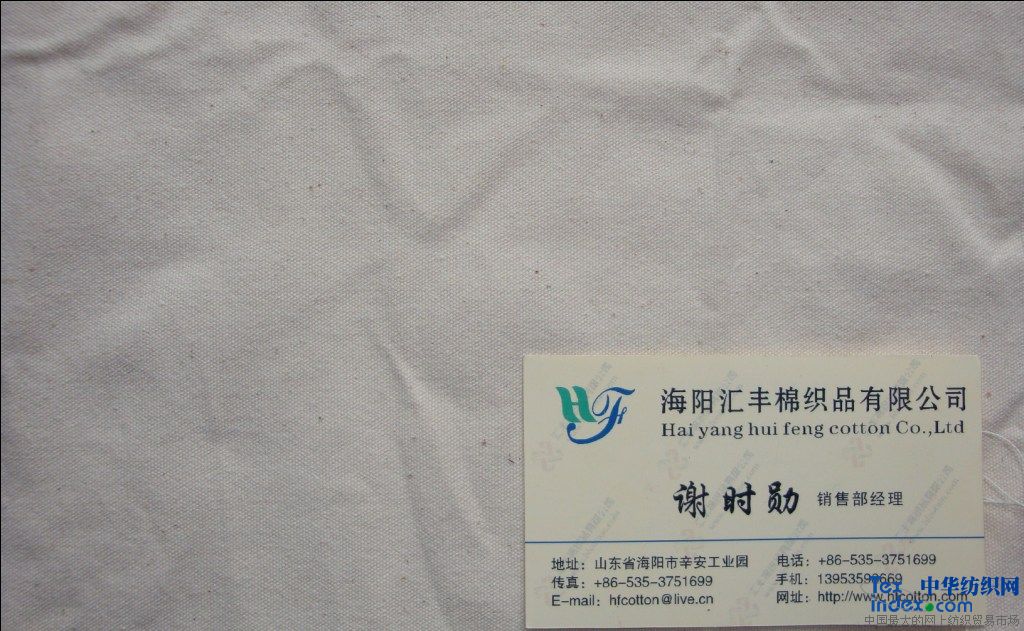 HF
海阳汇丰棉织品有限公司
Hai yang hui feng cotton Co.,Ltd
谢时勋 销售部经理
地址：山东省海阳市辛安工业园 电话：+86-535-3751699
传真：+86-535-3751699 手机：
E-mail：hfcotton@live.cn 网址：http://www.hfcotton.com
Tex 中华纺织网
index.com
中国最大的网上纺织贸易市场